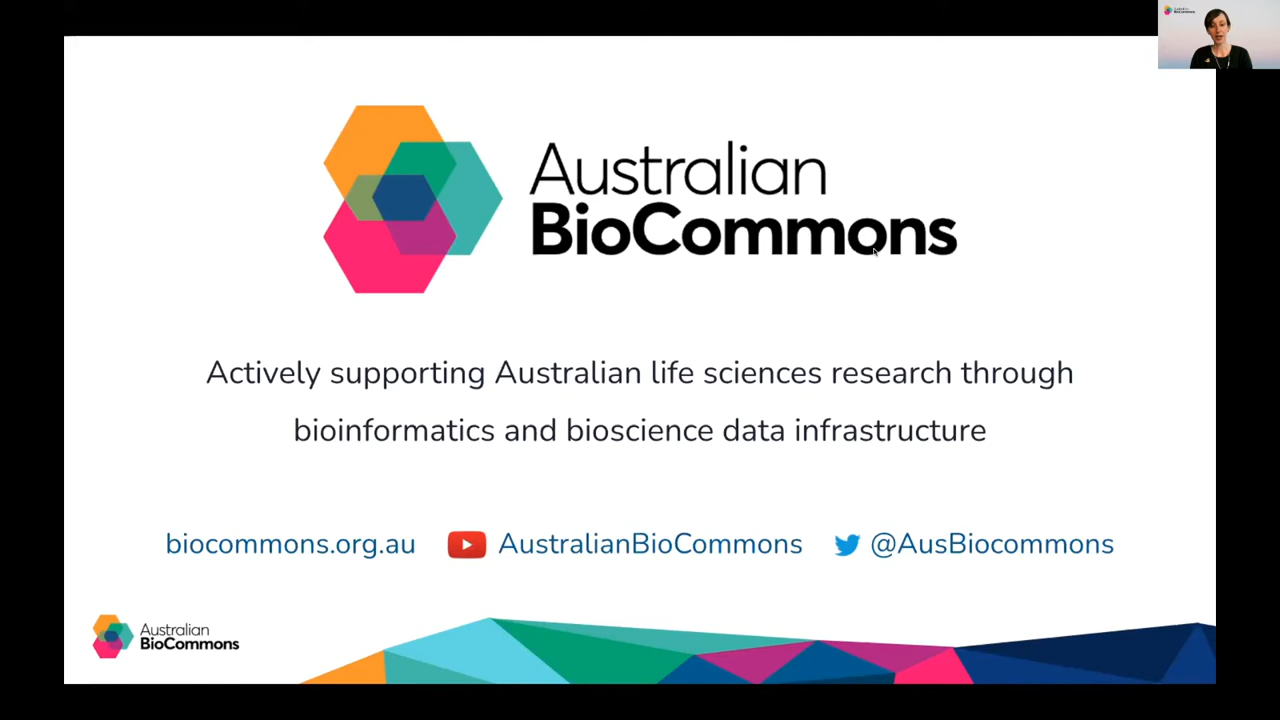 Australian
BioCommons
Actively supporting Australian life sciences research through
bioinformatics and bioscience data infrastructure
biocommons.org.au AustralianBioCommons @AusBiocommons
Australian
BioCommons
BioCommons